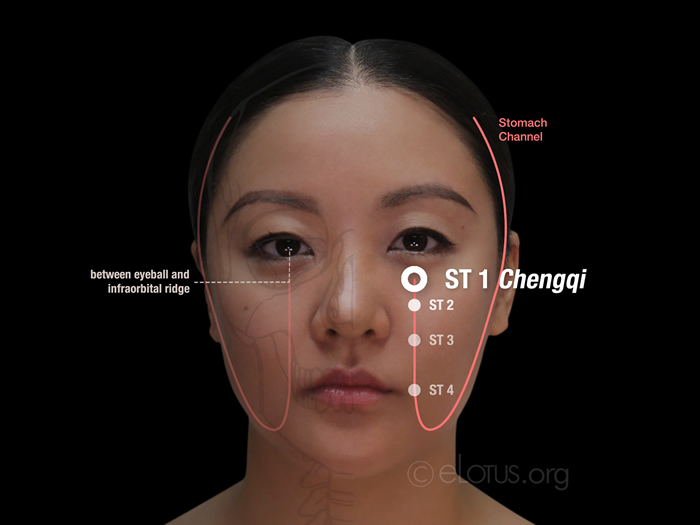 Stomach
Channel
between eyeball and
infraorbital ridge
ST 1 Chengqi
ST 2
ST 3
ST 4
© eLotus.org